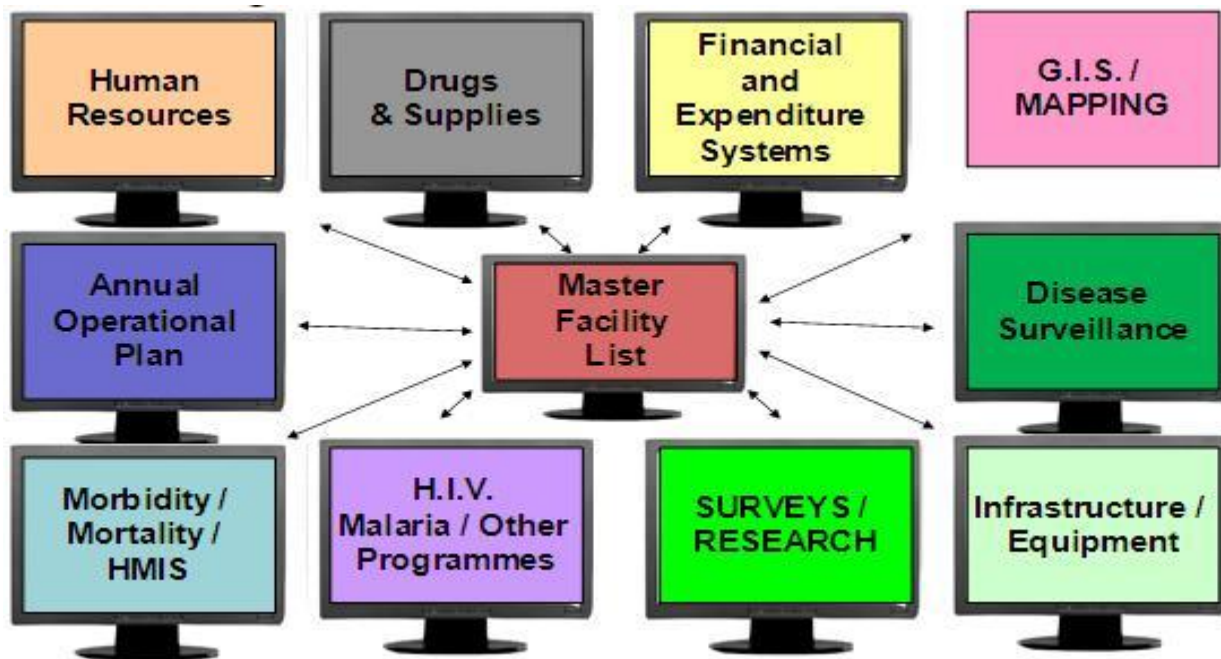 Human
Resources
Drugs
& Supplies
Financial
and
Expenditure
Systems
G.I.S. /
MAPPING
Annual
Operational
Plan
Master
Facility
List
Disease
Surveillance
Morbidity /
Mortality /
HMIS
H.I.V.
Malaria / Other
Programmes
SURVEYS /
RESEARCH
Infrastructure /
Equipment